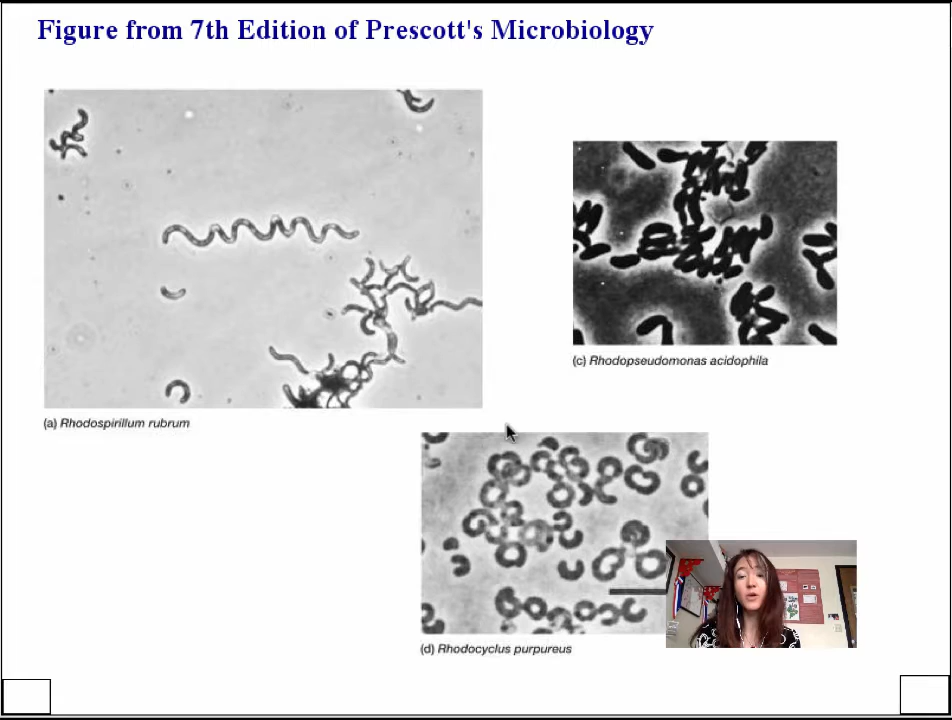 Figure from 7th Edition of Prescott's Microbiology
(a) Rhodospirillum rubrum
(c) Rhodopseudomonas acidophila
(d) Rhodocyclus purpureus